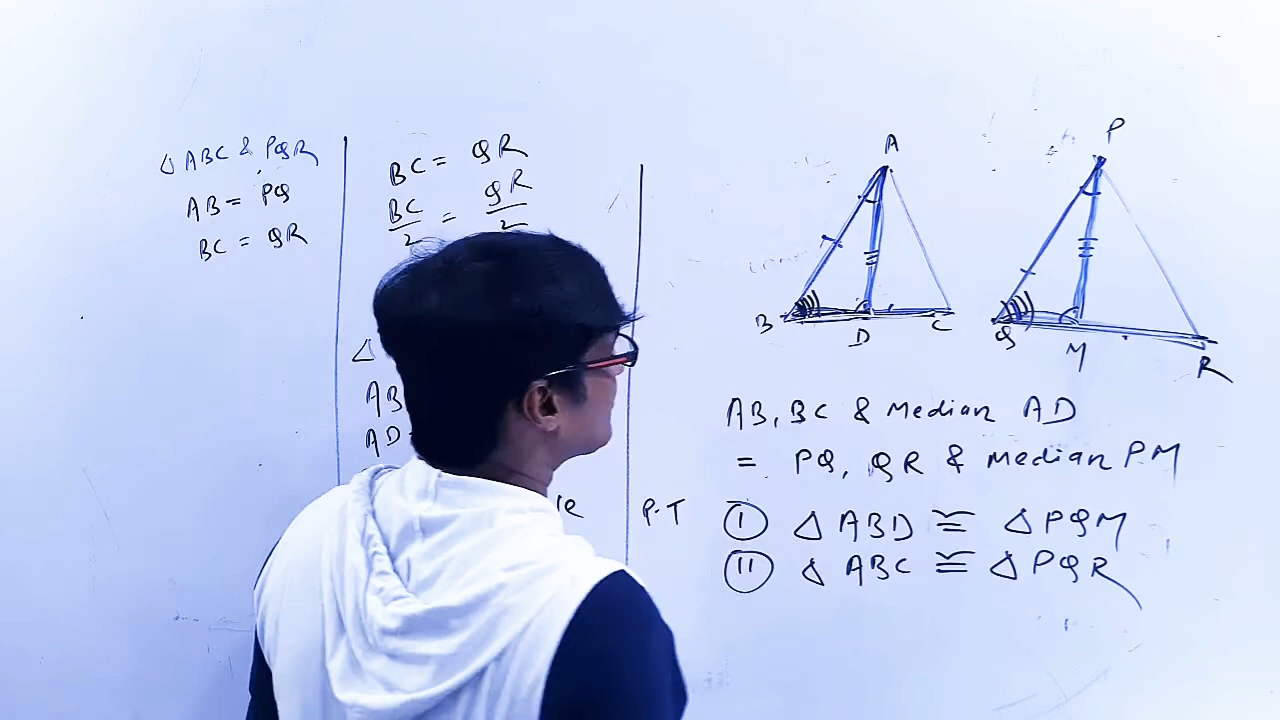 Δ ABC & PQR
AB = PQ
BC = QR
BC = QR
BC/2 = QR/2
Δ
AB
AD
A
B
D
C
P
Q
M
R
AB, BC & Median AD
= PQ, QR & Median PM
P.T (I) Δ ABD ≅ Δ PQM
(II) Δ ABC ≅ Δ PQR